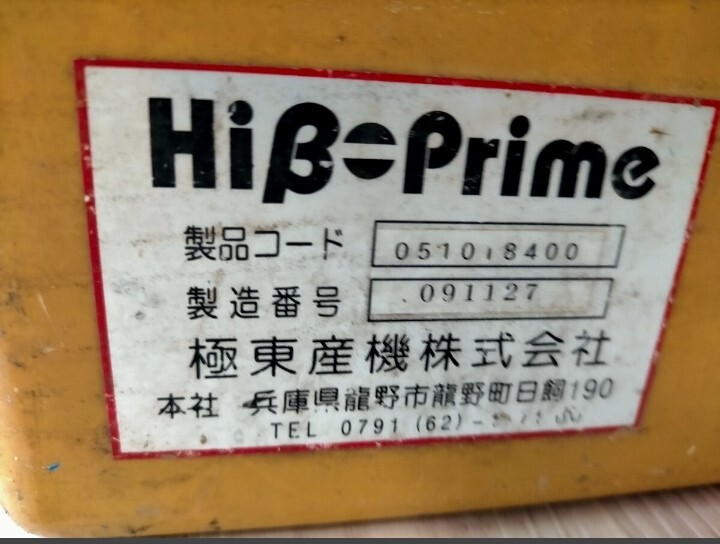 Hiβ-Prime
製品コード 0510 8400
製造番号 091127
極東産機株式会社
本社 兵庫県龍野市龍野町日飼190
TEL 0791 (62) -